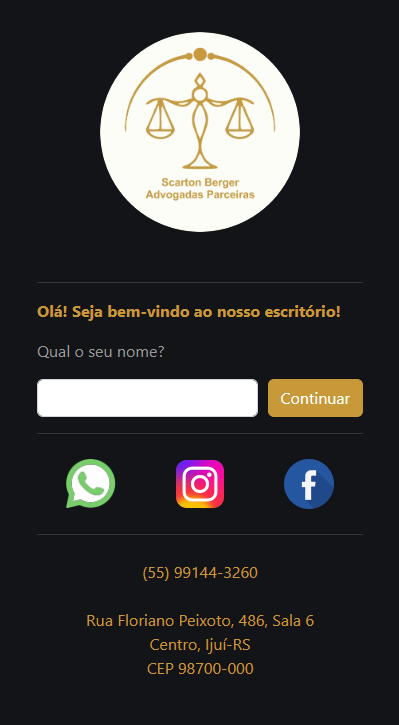 Scarton Berger
Advogadas Parceiras
Olá! Seja bem-vindo ao nosso escritório!
Qual o seu nome?
Continuar
(55) 99144-3260
Rua Floriano Peixoto, 486, Sala 6
Centro, Ijuí-RS
CEP 98700-000